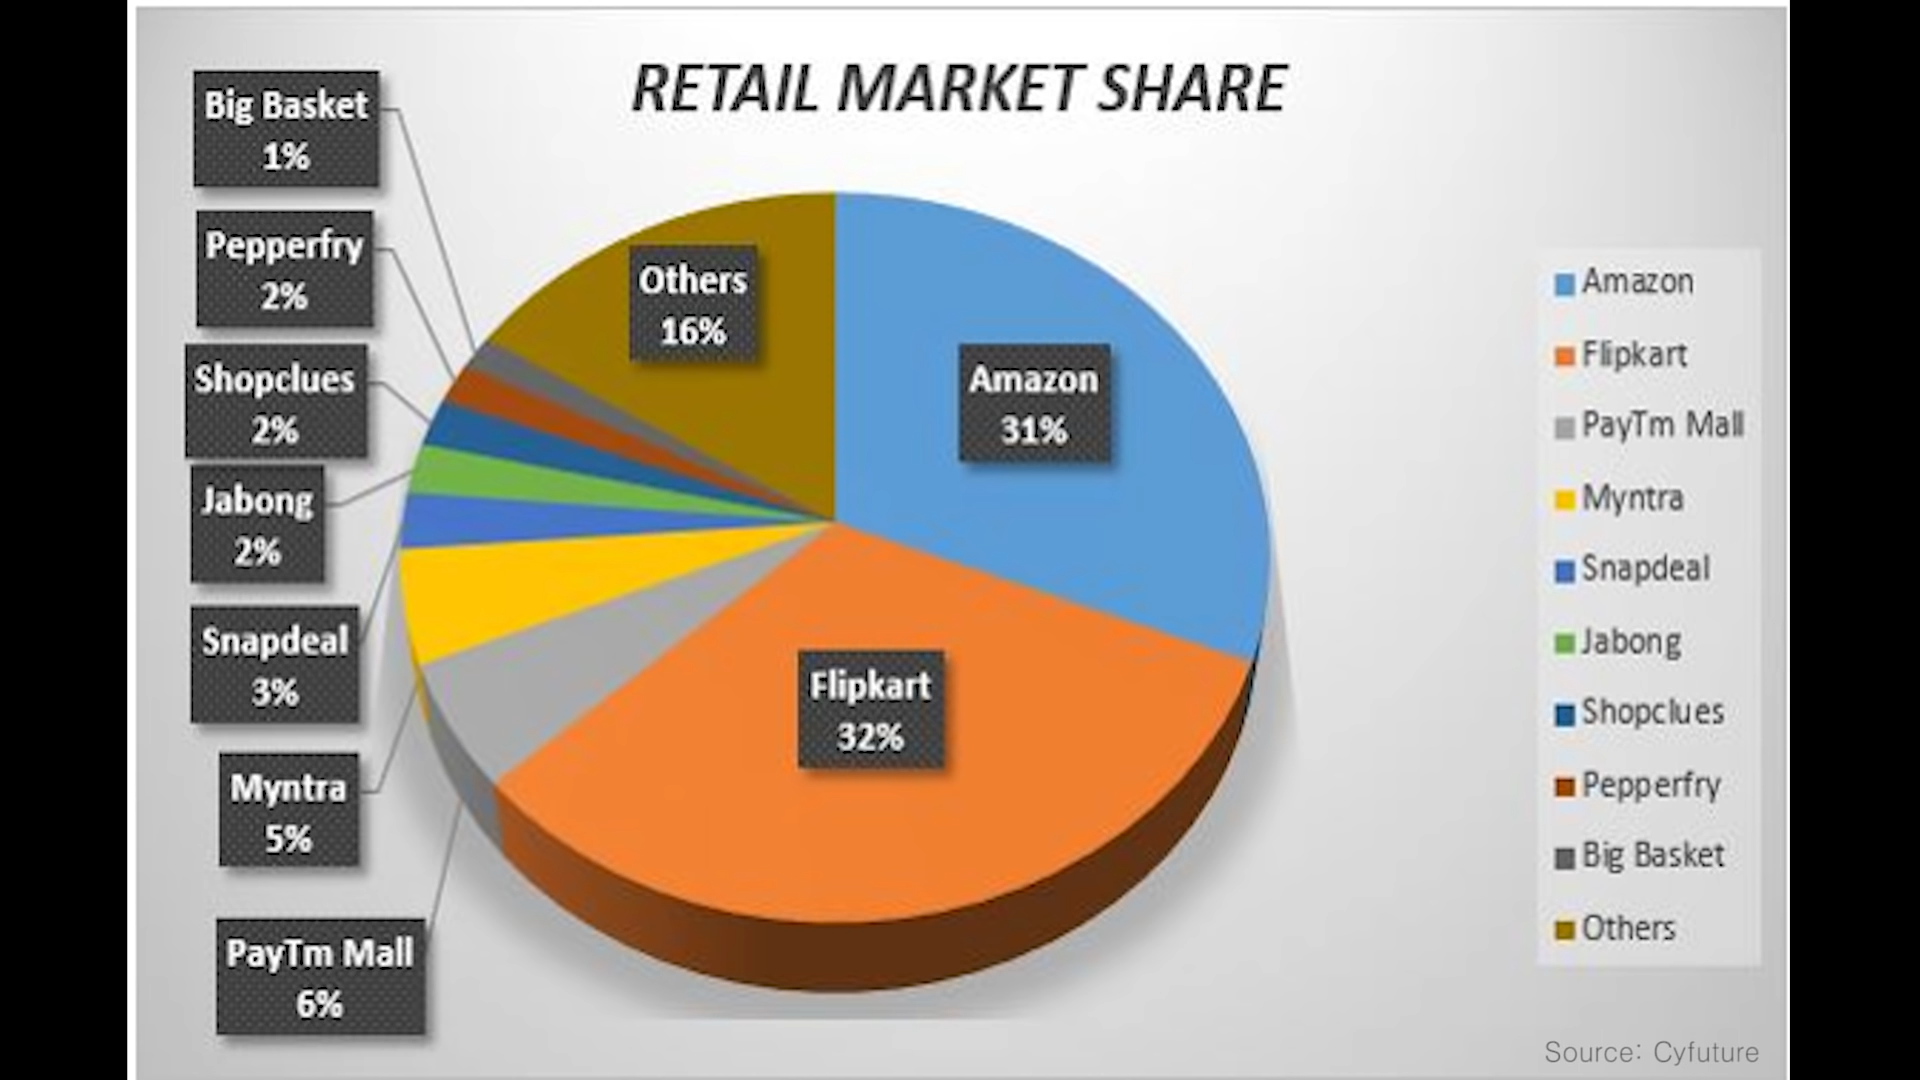 RETAIL MARKET SHARE
Big Basket
1%
Pepperfry
2%
Shopclues
2%
Jabong
2%
Snapdeal
3%
Myntra
5%
PayTm Mall
6%
Others
16%
Amazon
31%
Flipkart
32%
Amazon
Flipkart
PayTm Mall
Myntra
Snapdeal
Jabong
Shopclues
Pepperfry
Big Basket
Others
Source: Cyfuture